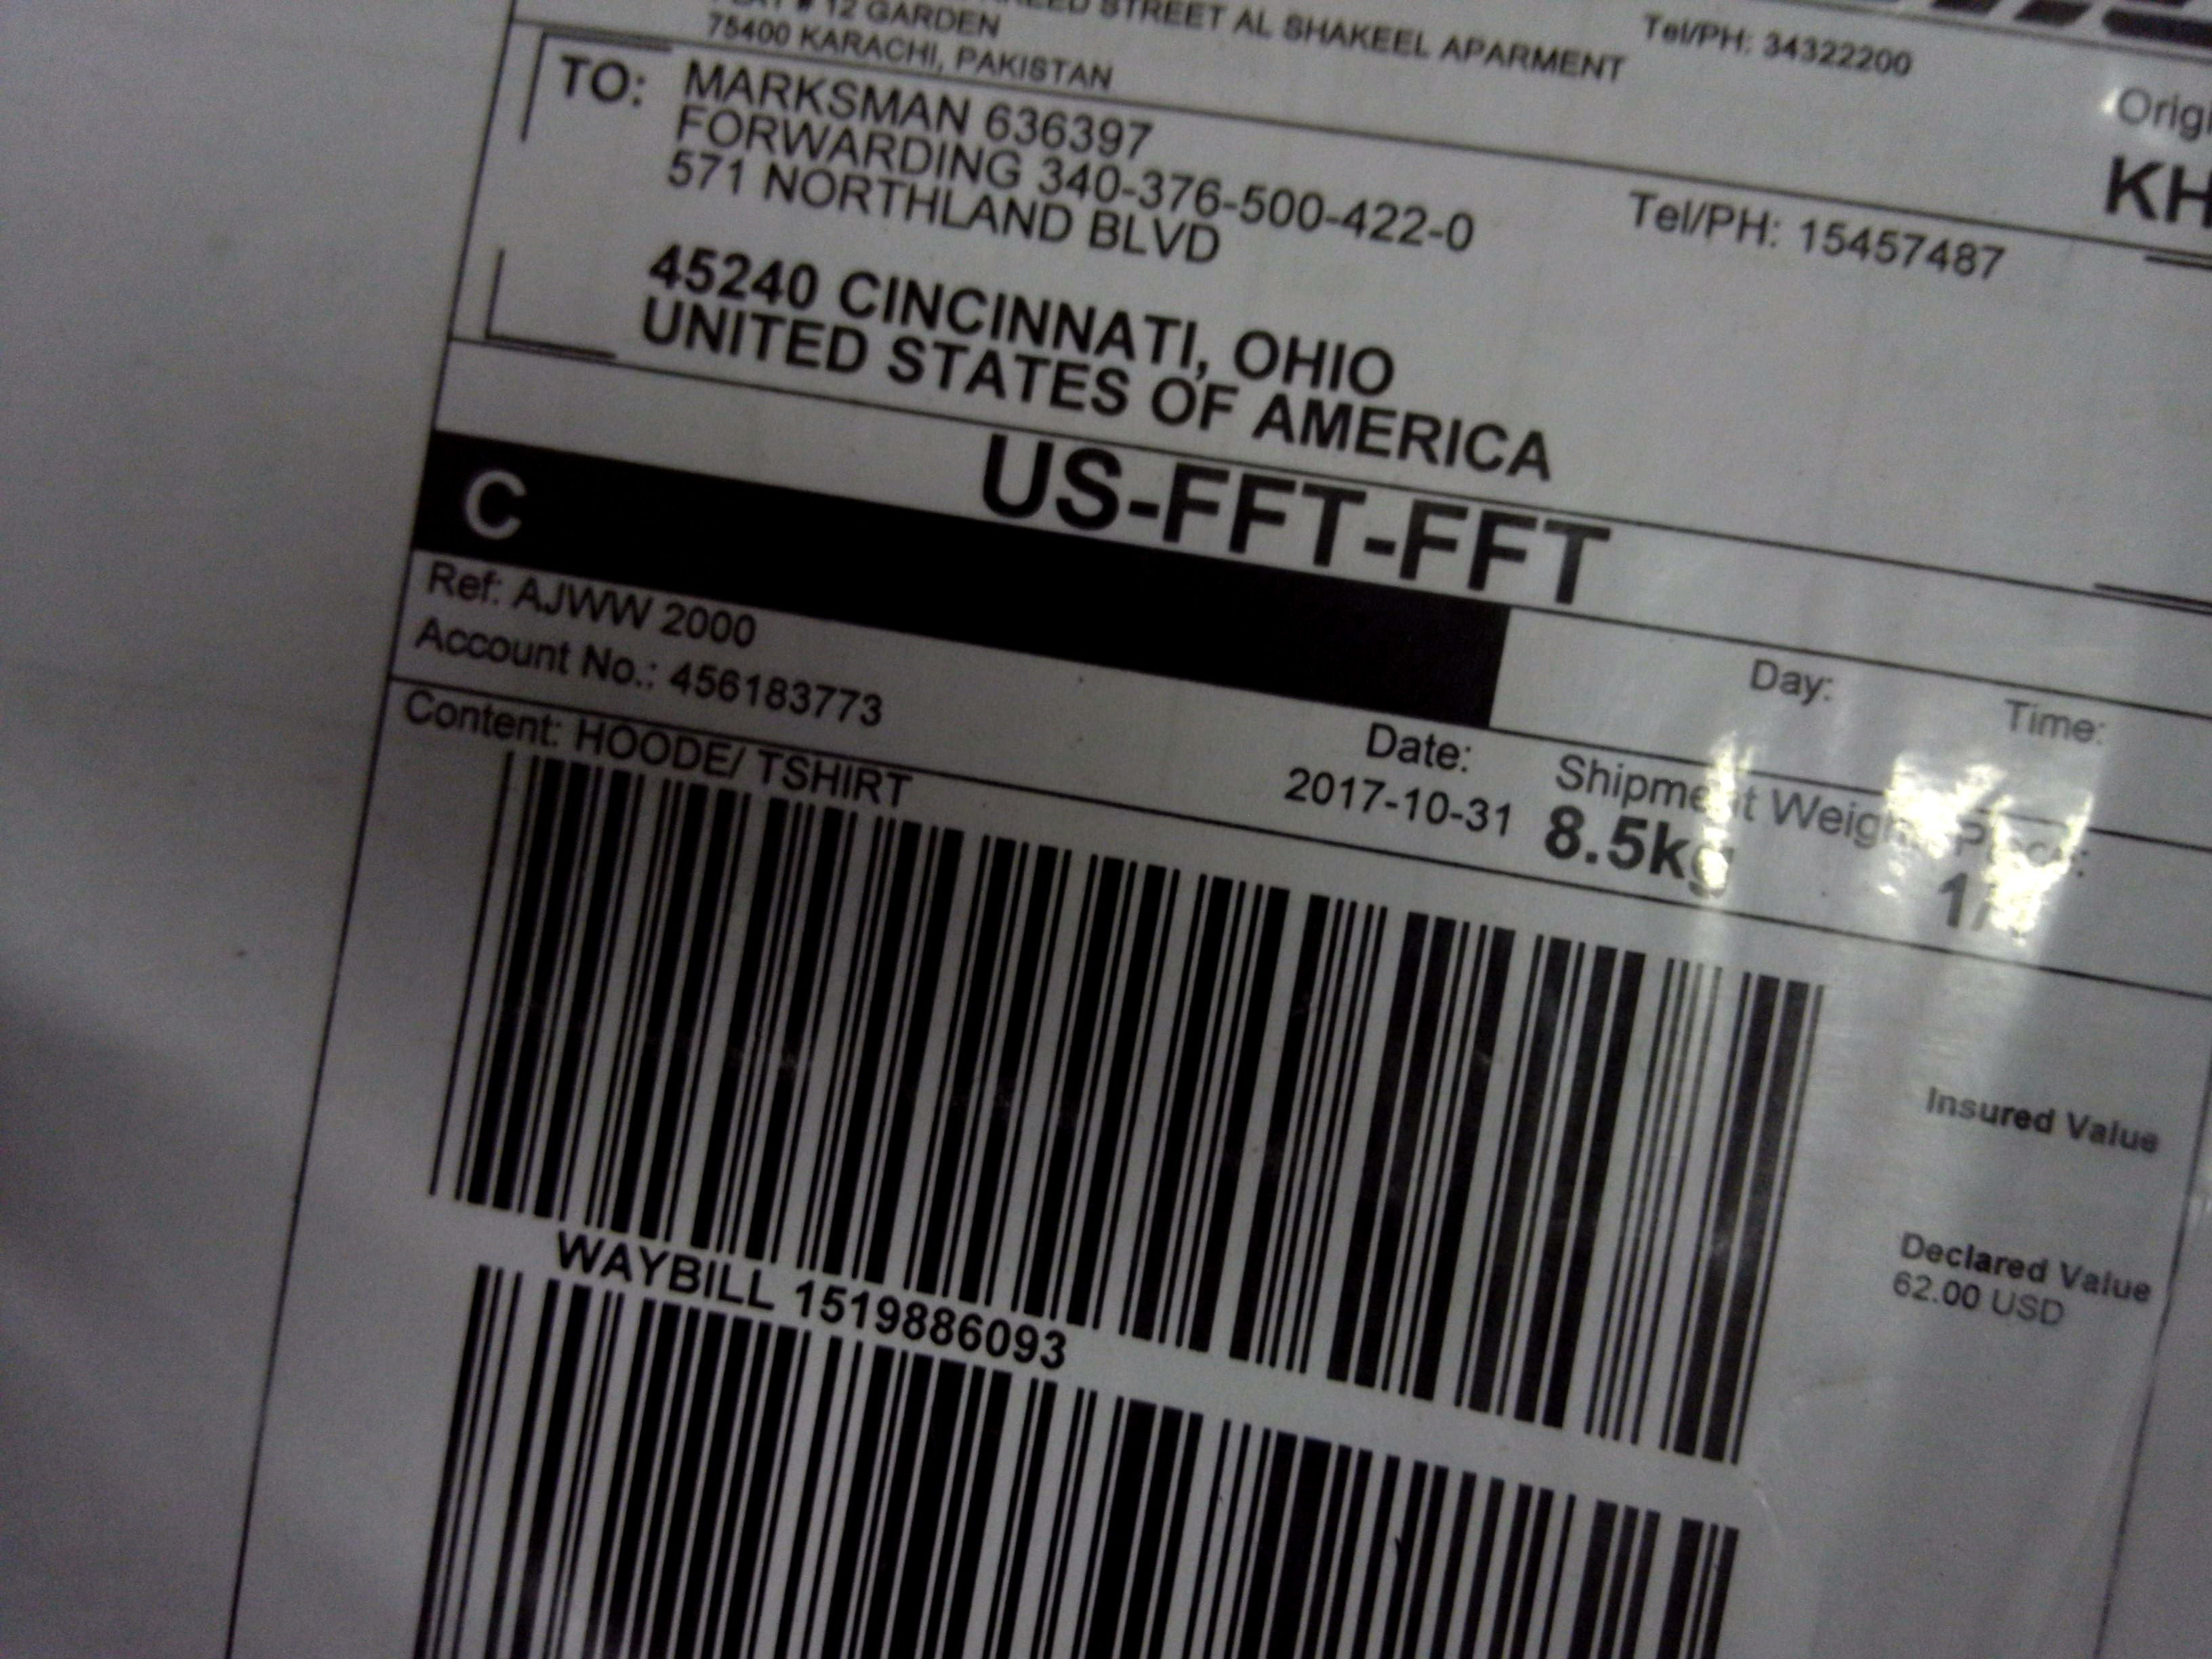 STREET AL SHAKEEL APARMENT
# 12 GARDEN
75400 KARACHI, PAKISTAN
Tel/PH: 34322200
TO: MARKSMAN 636397
FORWARDING 340-376-500-422-0
571 NORTHLAND BLVD
Tel/PH: 15457487
45240 CINCINNATI, OHIO
UNITED STATES OF AMERICA
US-FFT-FFT
C
Day: Time:
Ref: AJWW 2000
Account No.: 456183773
Date:
2017-10-31
Shipment Weight
8.5kg
Content: HOODE/ TSHIRT
WAYBILL 1519886093
Insured Value
Declared Value
62.00 USD